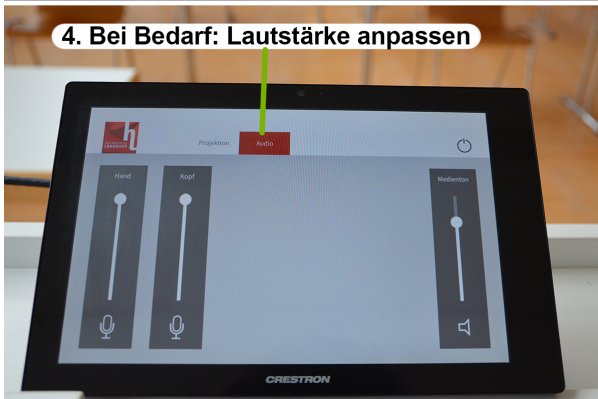 4. Bei Bedarf: Lautstärke anpassen
Projektion Audio
Hand Kopf Medienton
CRESTRON